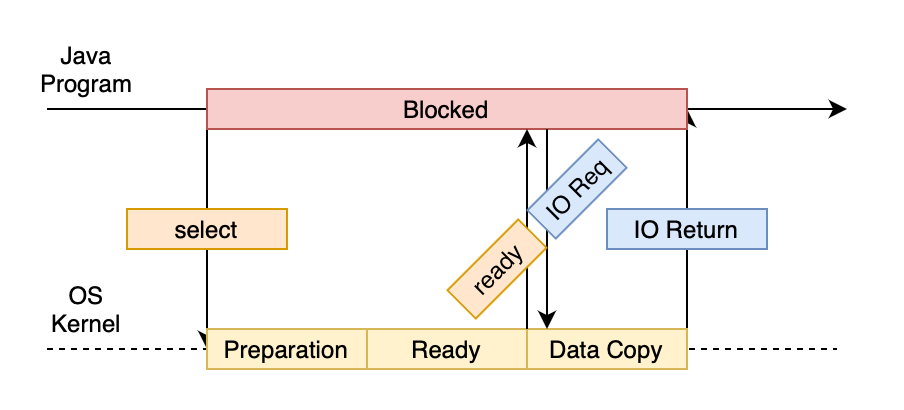 Java
Program
Blocked
IO Req
select
IO Return
ready
OS
Kernel
Preparation
Ready
Data Copy